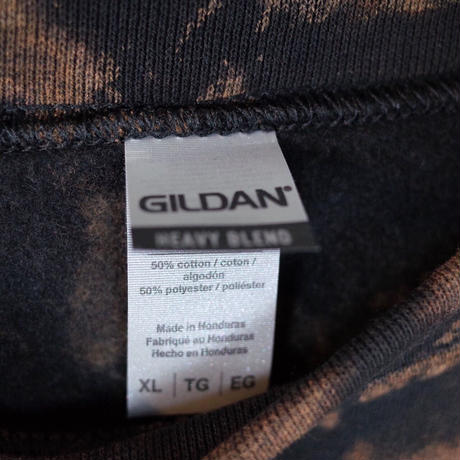 GILDAN®
HEAVY BLEND
50% cotton / coton /
algodón
50% polyester / poliéster
Made in Honduras
Fabriqué au Honduras
Hecho en Honduras
XL | TG | EG